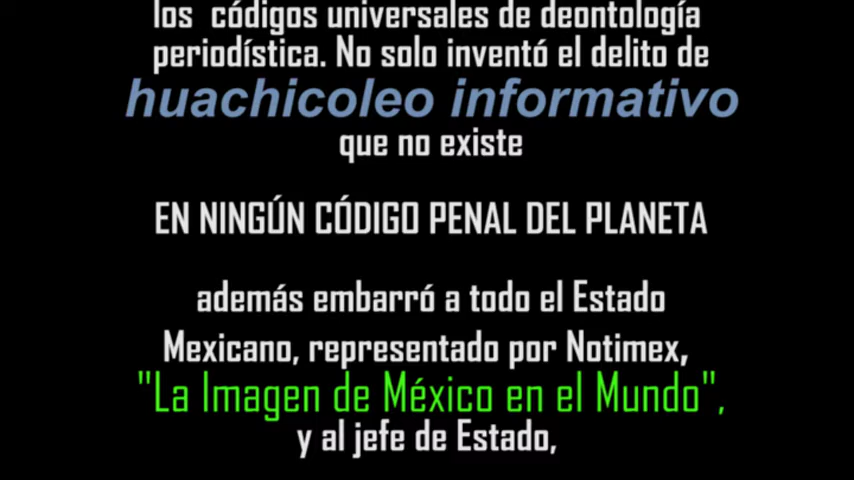 los códigos universales de deontología
periodística. No solo inventó el delito de
huachicoleo informativo
que no existe
EN NINGÚN CÓDIGO PENAL DEL PLANETA
además embarró a todo el Estado
Mexicano, representado por Notimex,
"La Imagen de México en el Mundo",
y al jefe de Estado,